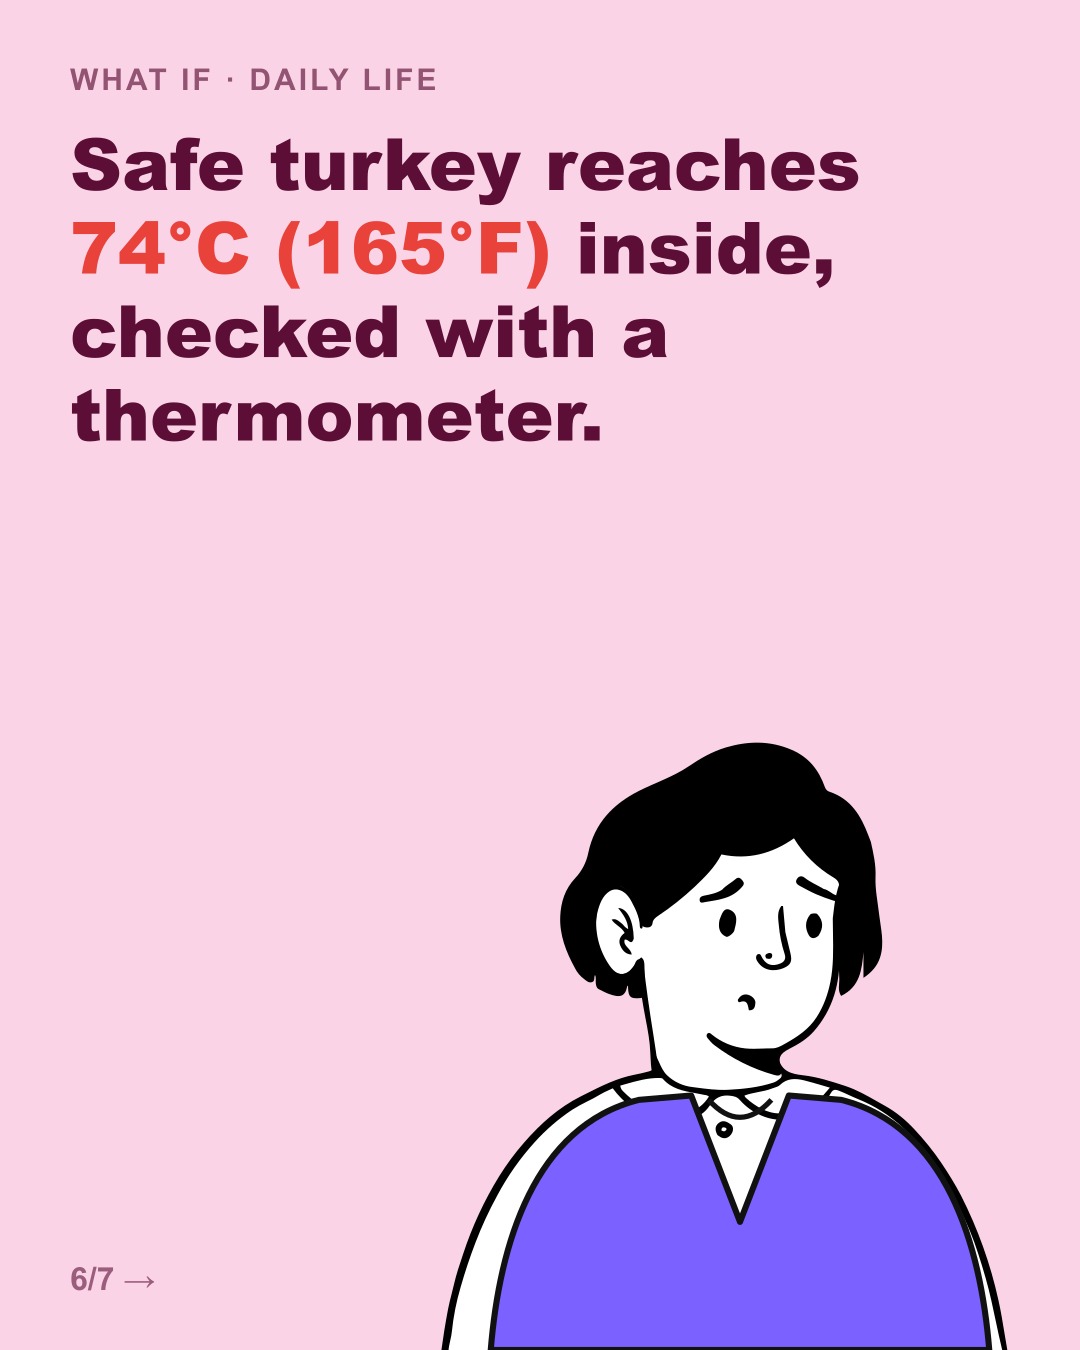 WHAT IF · DAILY LIFE
Safe turkey reaches
74°C (165°F) inside,
checked with a
thermometer.
6/7 →